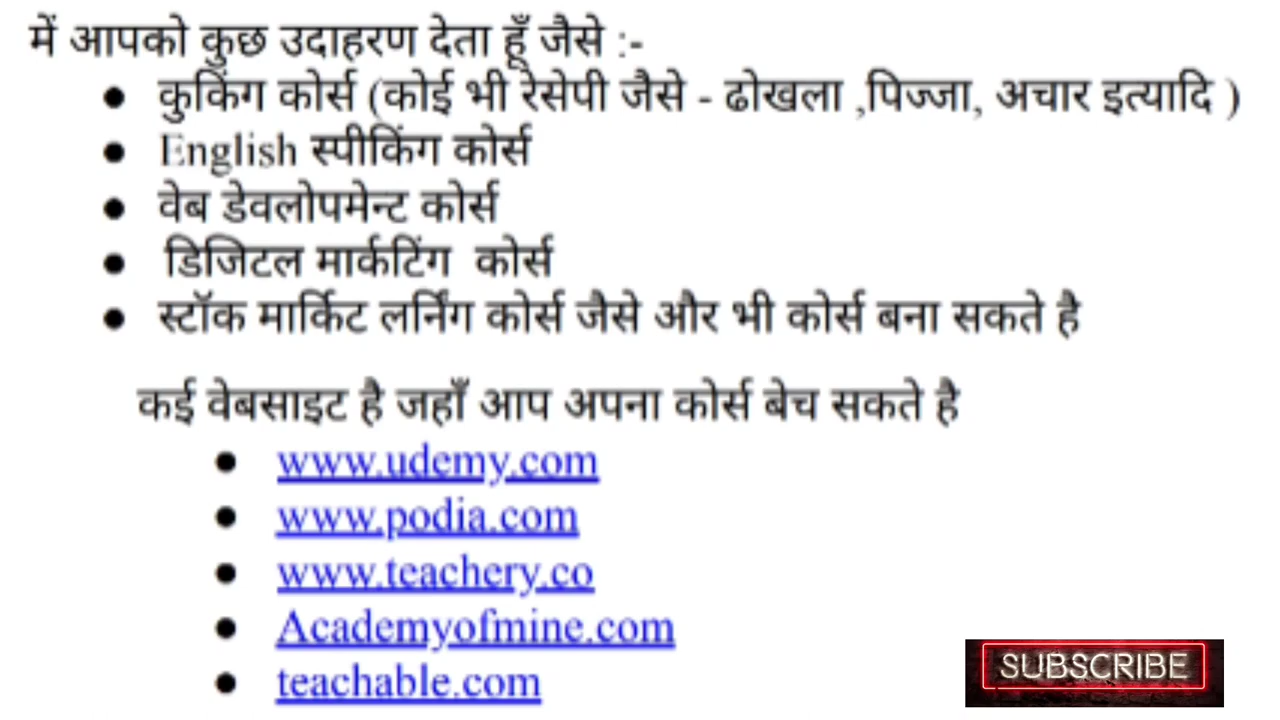 में आपको कुछ उदाहरण देता हूँ जैसे :-
● कुकिंग कोर्स (कोई भी रेसेपी जैसे - ढोखला ,पिज्जा, अचार इत्यादि )
● English स्पीकिंग कोर्स
● वेब डेवलोपमेन्ट कोर्स
● डिजिटल मार्कटिंग कोर्स
● स्टॉक मार्किट लर्निंग कोर्स जैसे और भी कोर्स बना सकते है
कई वेबसाइट है जहाँ आप अपना कोर्स बेच सकते है
● www.udemy.com
● www.podia.com
● www.teachery.co
● Academyofmine.com
● teachable.com
SUBSCRIBE